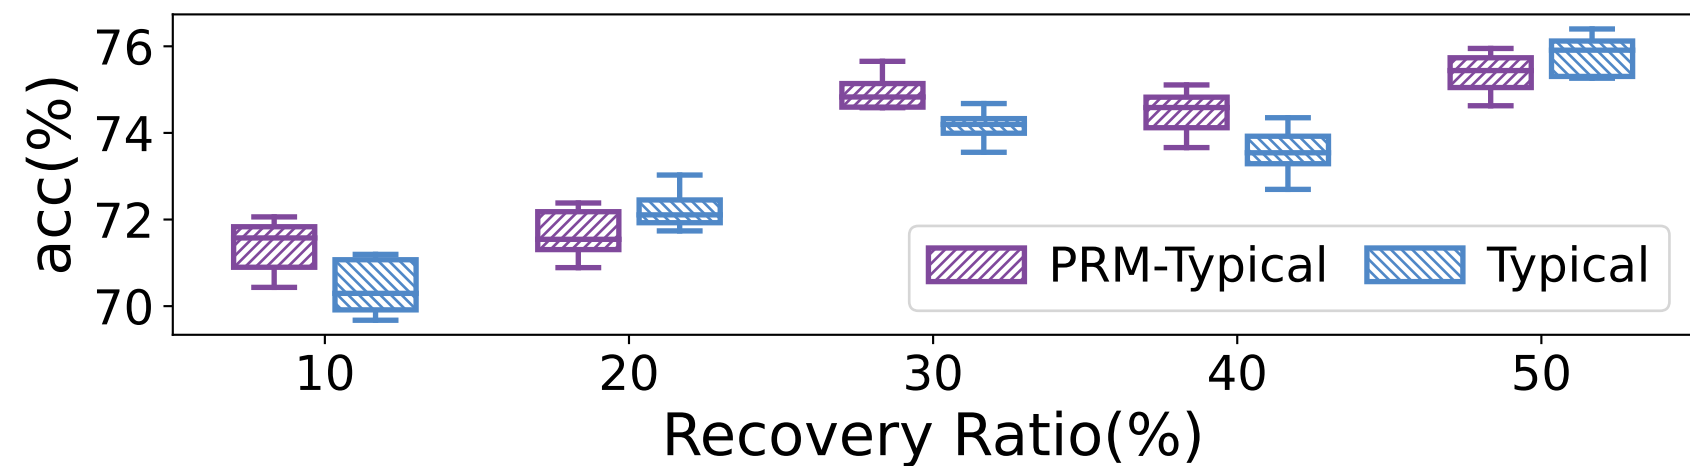 76
74
72
70
acc(%)
PRM-Typical Typical
10 20 30 40 50
Recovery Ratio(%)